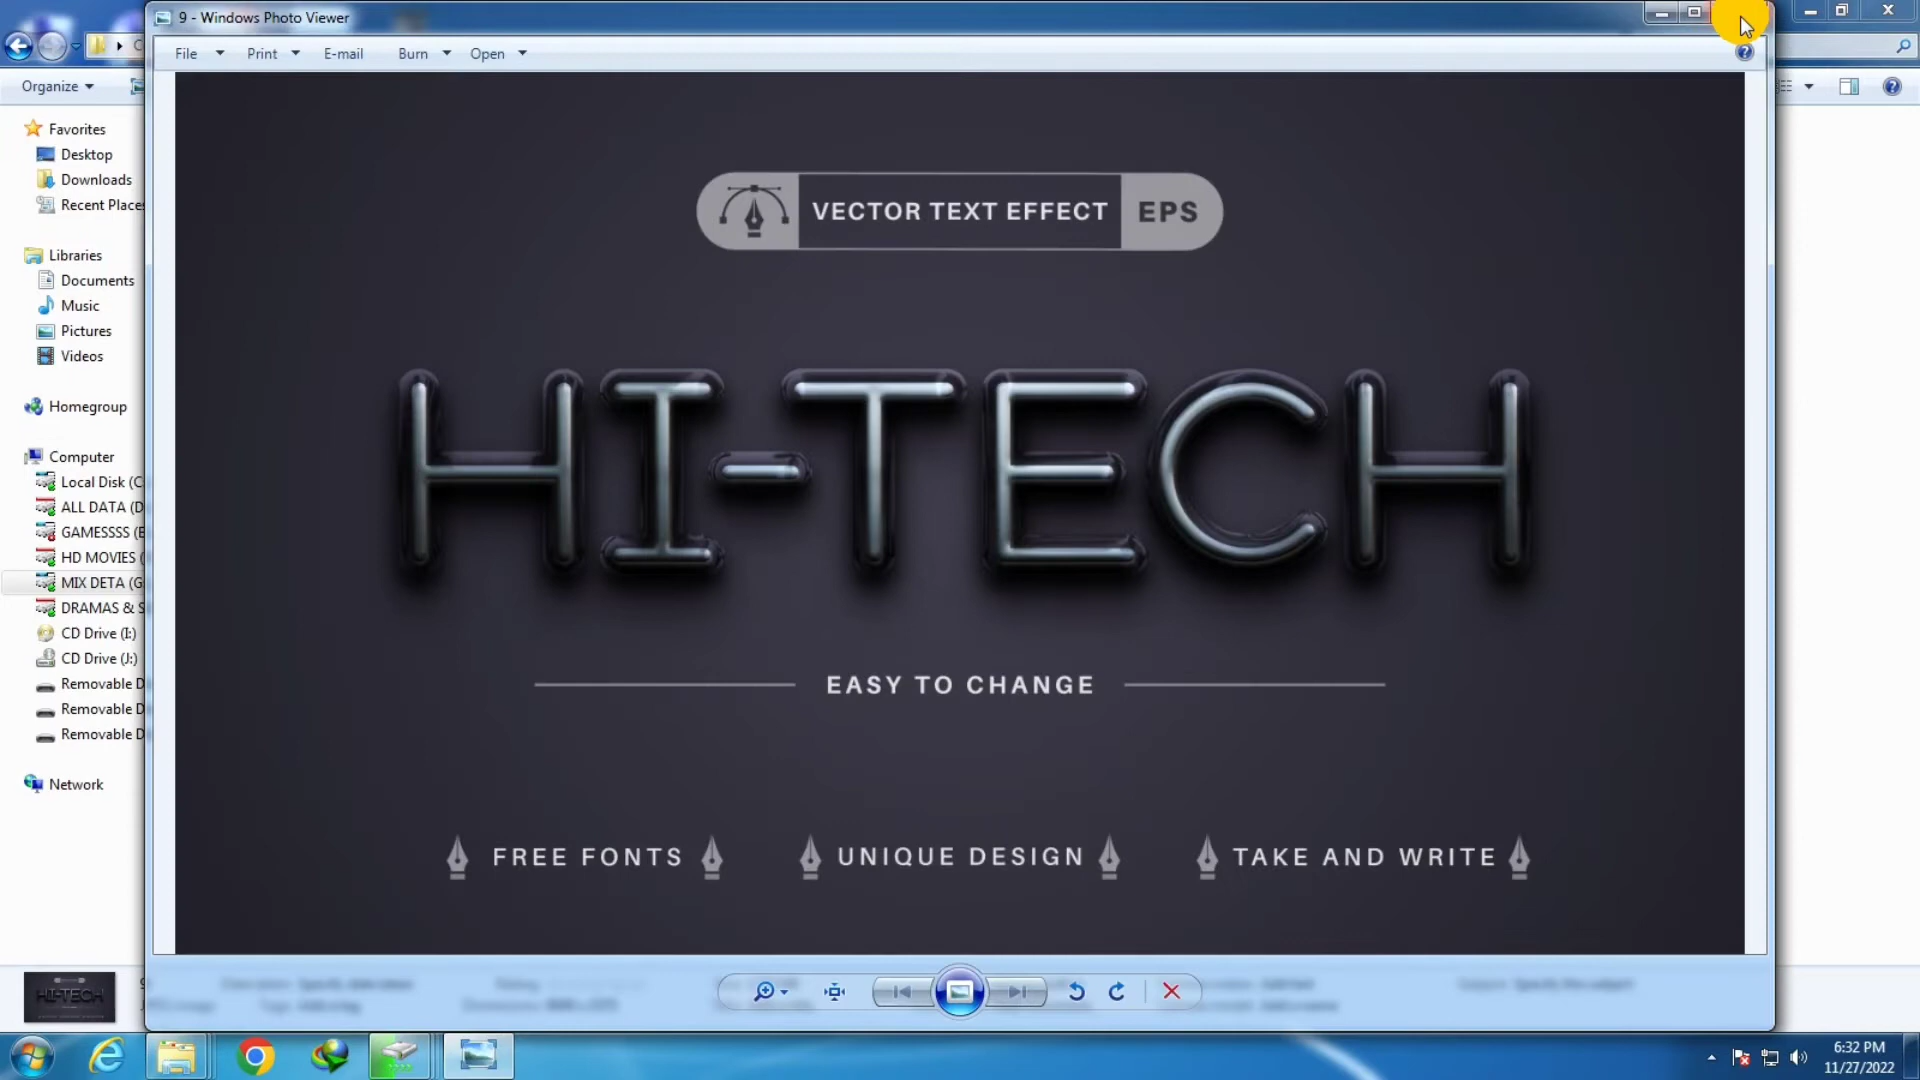 9 - Windows Photo Viewer
File
Print
E-mail
Burn
Open
Organize
Favorites
Desktop
Downloads
Recent Places
Libraries
Documents
Music
Pictures
Videos
Homegroup
Computer
Local Disk (C
ALL DATA (D
GAMESSSS (E
HD MOVIES (
MIX DETA (G
DRAMAS & S
CD Drive (I:)
CD Drive (J:)
Removable D
Removable D
Removable D
Network
VECTOR TEXT EFFECT EPS
HI-TECH
EASY TO CHANGE
FREE FONTS UNIQUE DESIGN TAKE AND WRITE
HI-TECH
6:32 PM
11/27/2022